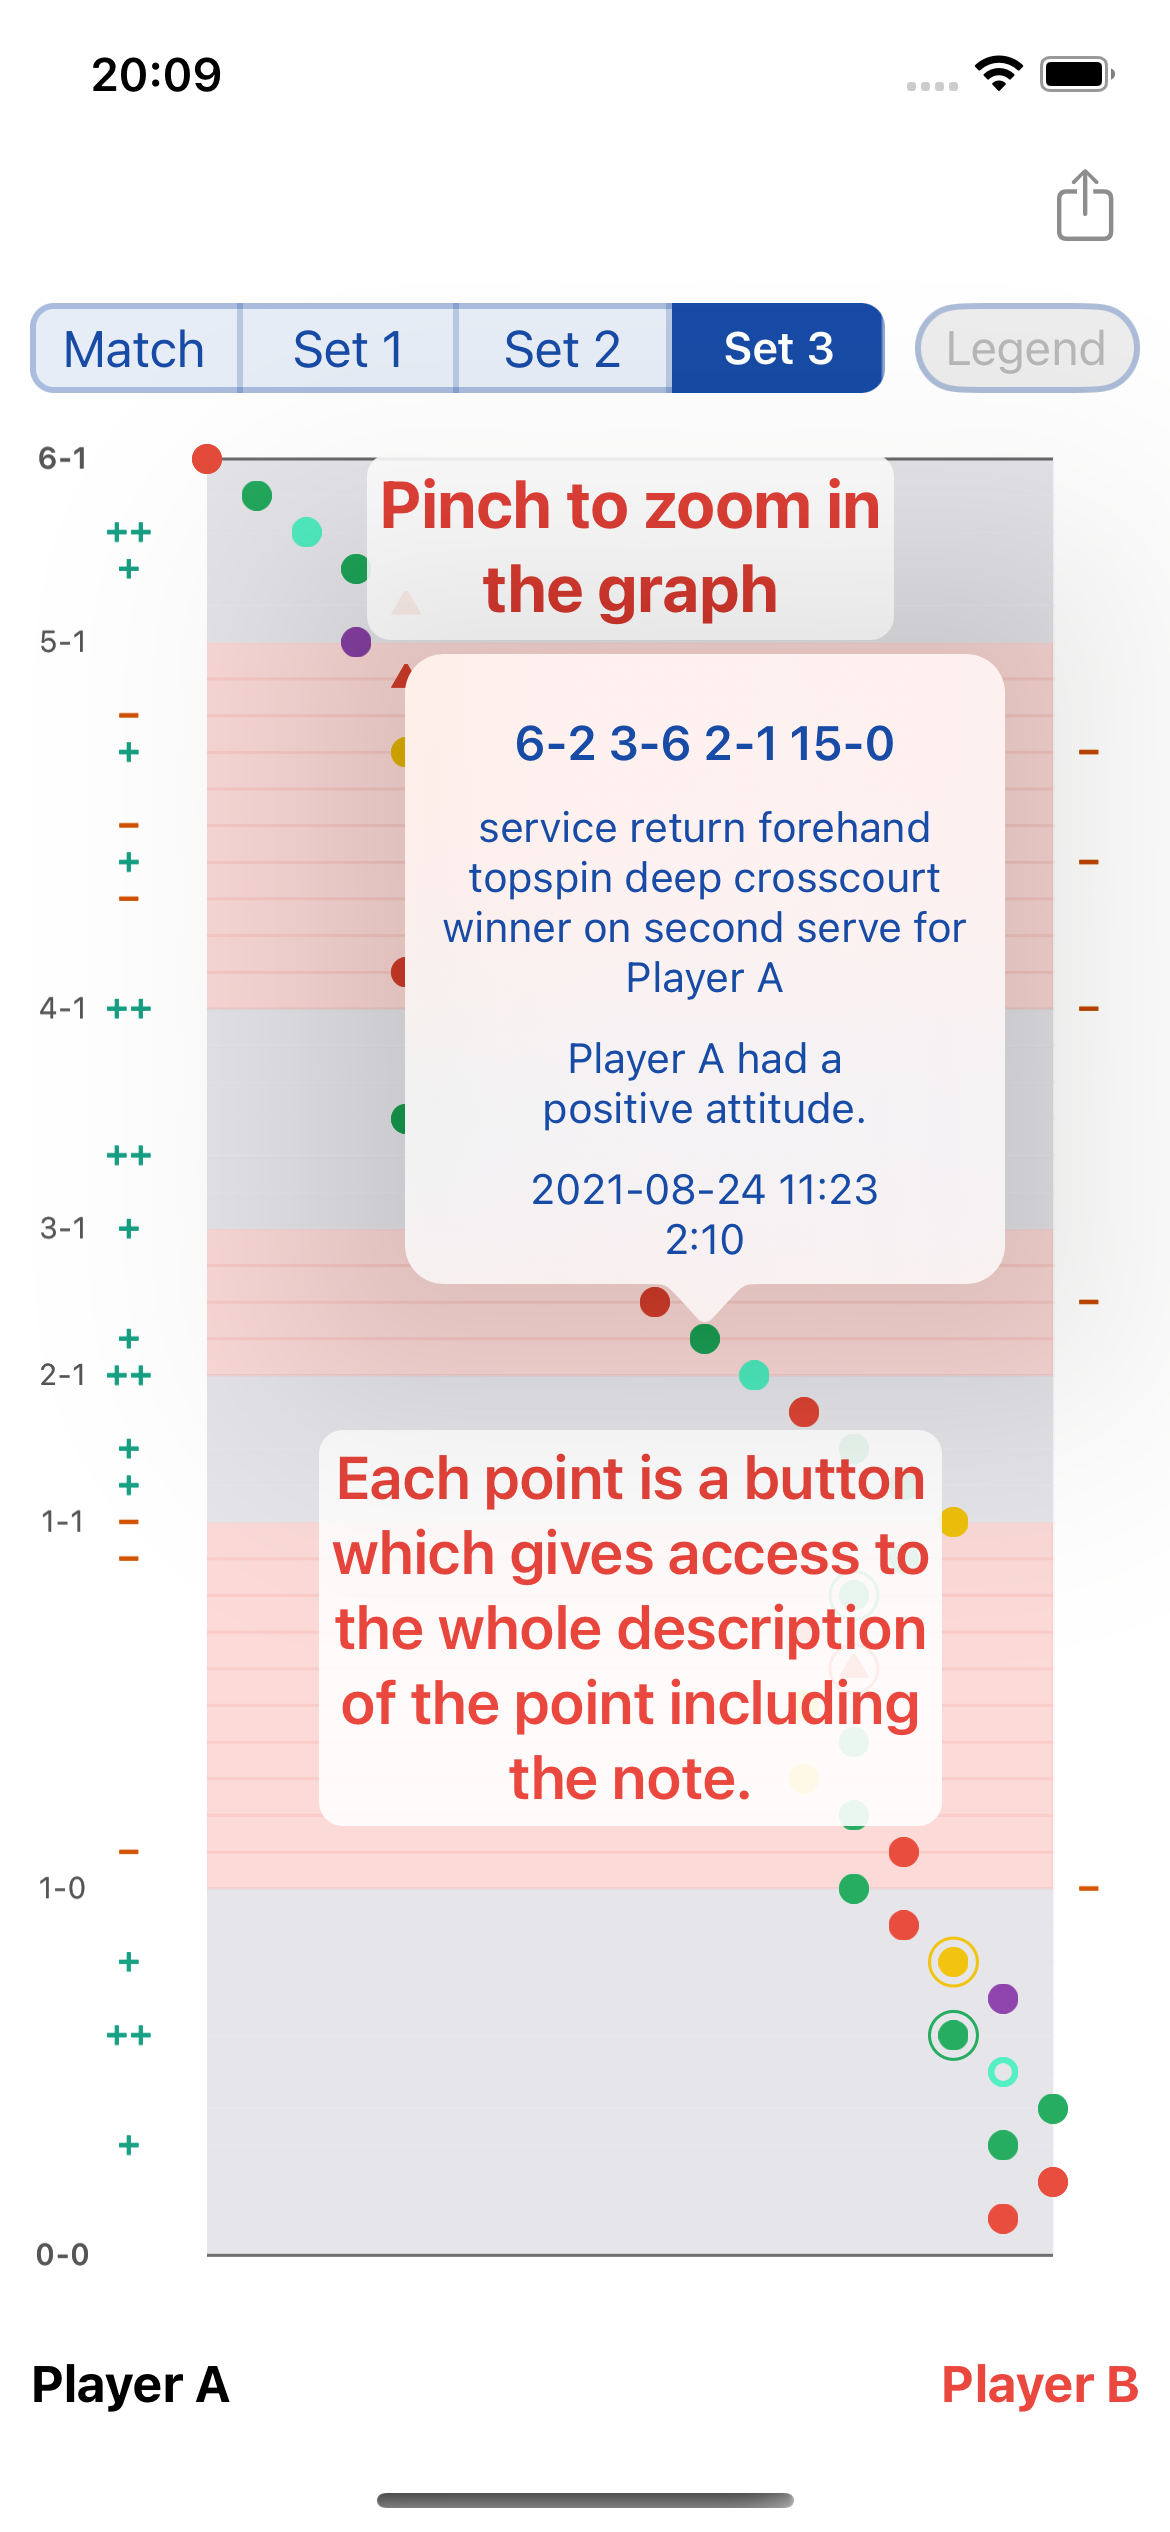 20:09
Match Set 1 Set 2 Set 3 Legend
6-1
Pinch to zoom in
the graph
++
+
5-1
−
+ −
6-2 3-6 2-1 15-0
service return forehand
−
topspin deep crosscourt
+ −
−
winner on second serve for
Player A
4-1 ++ −
Player A had a
positive attitude.
++
2021-08-24 11:23
3-1 +
2:10
−
+
2-1 ++
+
Each point is a button
+
1-1 −
which gives access to
−
the whole description
of the point including
the note.
−
1-0 −
+
++
+
0-0
Player A Player B